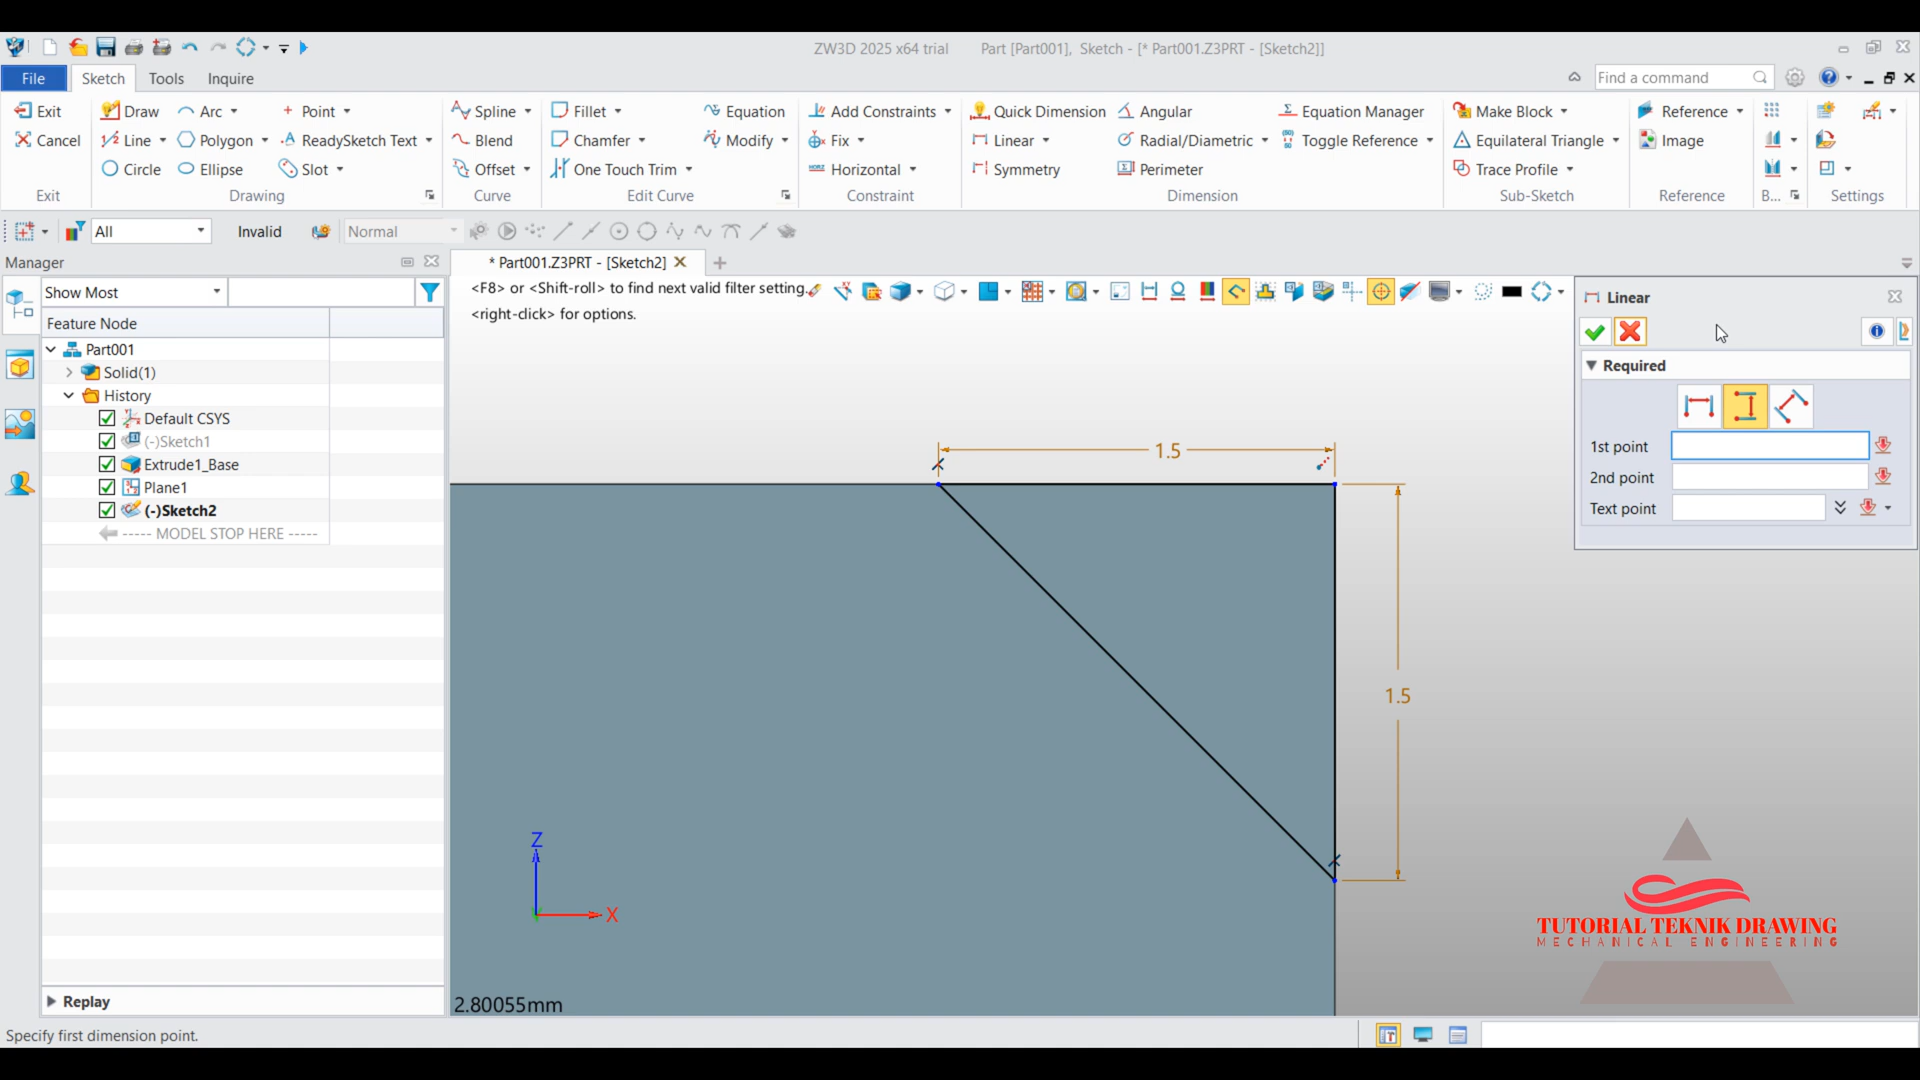 ZW3D 2025 x64 trial
Part [Part001], Sketch - [* Part001.Z3PRT - [Sketch2]]
File
Sketch
Tools
Inquire
Find a command
Exit
Draw
Arc
Point
Spline
Fillet
Equation
Add Constraints
Quick Dimension
Angular
Equation Manager
Make Block
Reference
Cancel
Line
Polygon
ReadySketch Text
Blend
Chamfer
Modify
Fix
Linear
Radial/Diametric
Toggle Reference
Equilateral Triangle
Image
Circle
Ellipse
Slot
Offset
One Touch Trim
Horizontal
Symmetry
Perimeter
Trace Profile
Exit
Drawing
Curve
Edit Curve
Constraint
Dimension
Sub-Sketch
Reference
B...
Settings
All
Invalid
Normal
Manager
* Part001.Z3PRT - [Sketch2]
Show Most
<F8> or <Shift-roll> to find next valid filter setting.
<right-click> for options.
Feature Node
Part001
Solid(1)
History
Default CSYS
(-)Sketch1
Extrude1_Base
Plane1
(-)Sketch2
----- MODEL STOP HERE -----
Linear
Required
1st point
2nd point
Text point
1.5
1.5
Z
X
TUTORIAL TEKNIK DRAWING
MECHANICAL ENGINEERING
Replay
2.80055mm
Specify first dimension point.